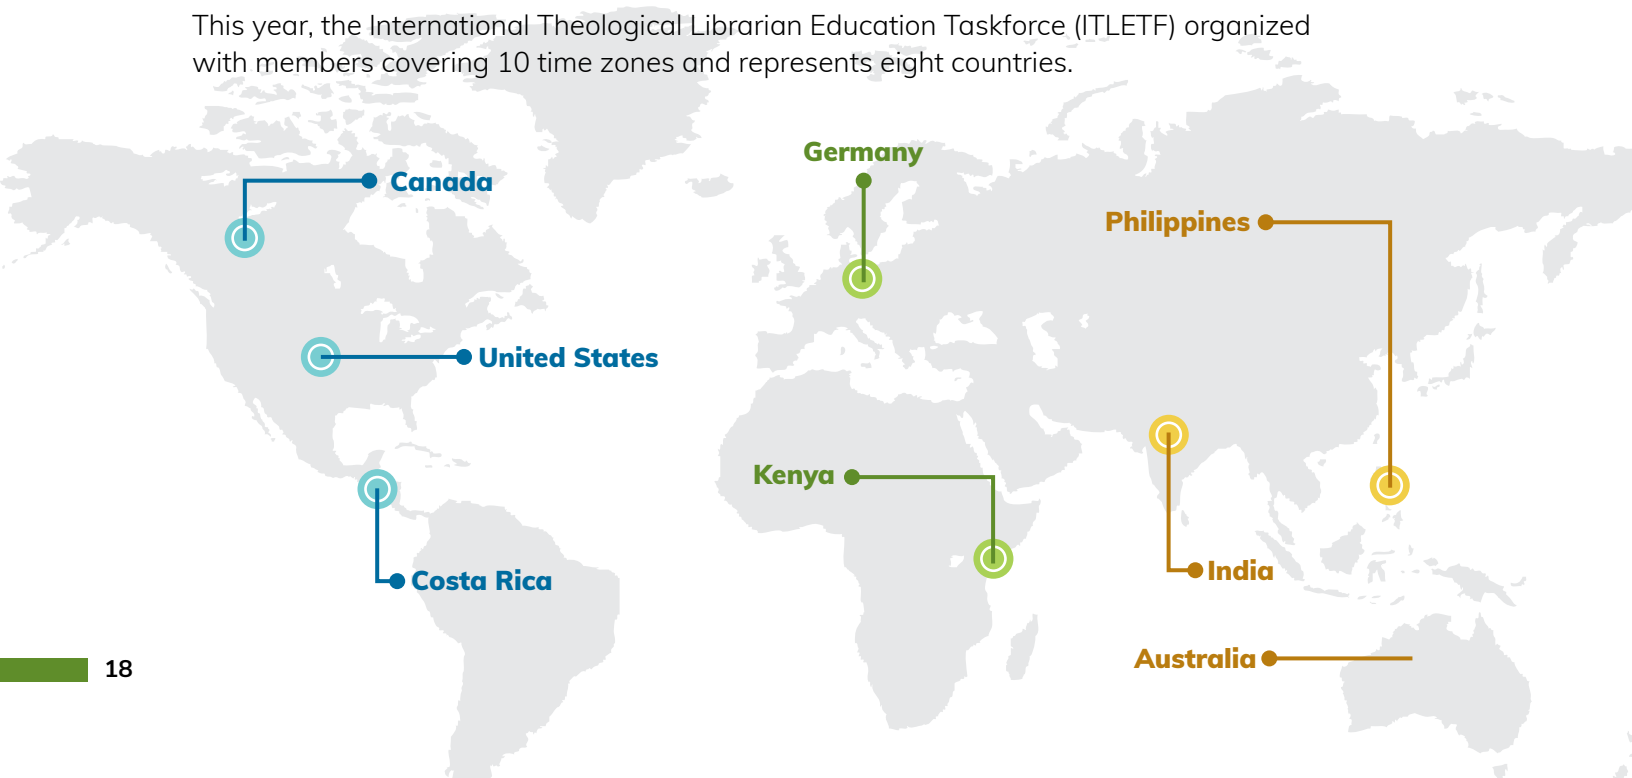 This year, the International Theological Librarian Education Taskforce (ITLETF) organized
with members covering 10 time zones and represents eight countries.
Germany
Canada
Philippines
United States
Kenya
India
Costa Rica
Australia
18